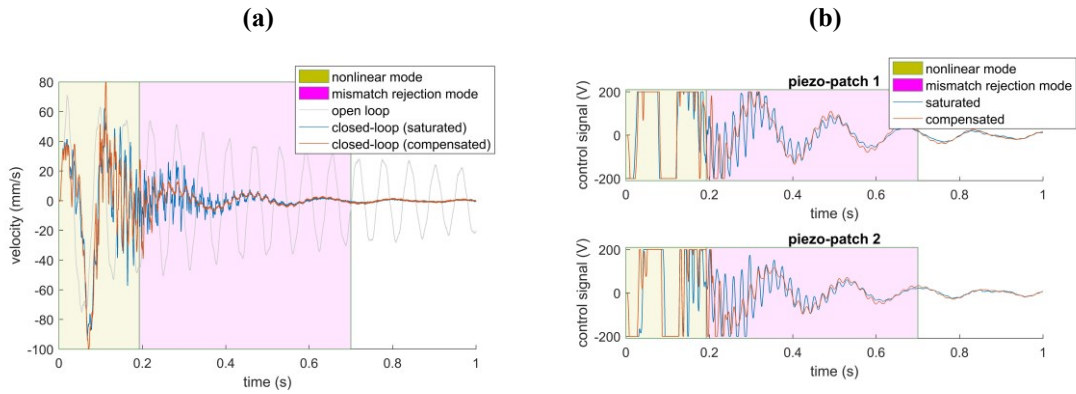 (a)
nonlinear mode
mismatch rejection mode
open loop
closed-loop (saturated)
closed-loop (compensated)
80
60
40
20
0
-20
-40
-60
-80
-100
velocity (mm/s)
0 0.2 0.4 0.6 0.8 1
time (s)
(b)
nonlinear mode
mismatch rejection mode
saturated
compensated
piezo-patch 1
200
0
-200
control signal (V)
0 0.2 0.4 0.6 0.8 1
time (s)
piezo-patch 2
200
0
-200
control signal (V)
0 0.2 0.4 0.6 0.8 1
time (s)